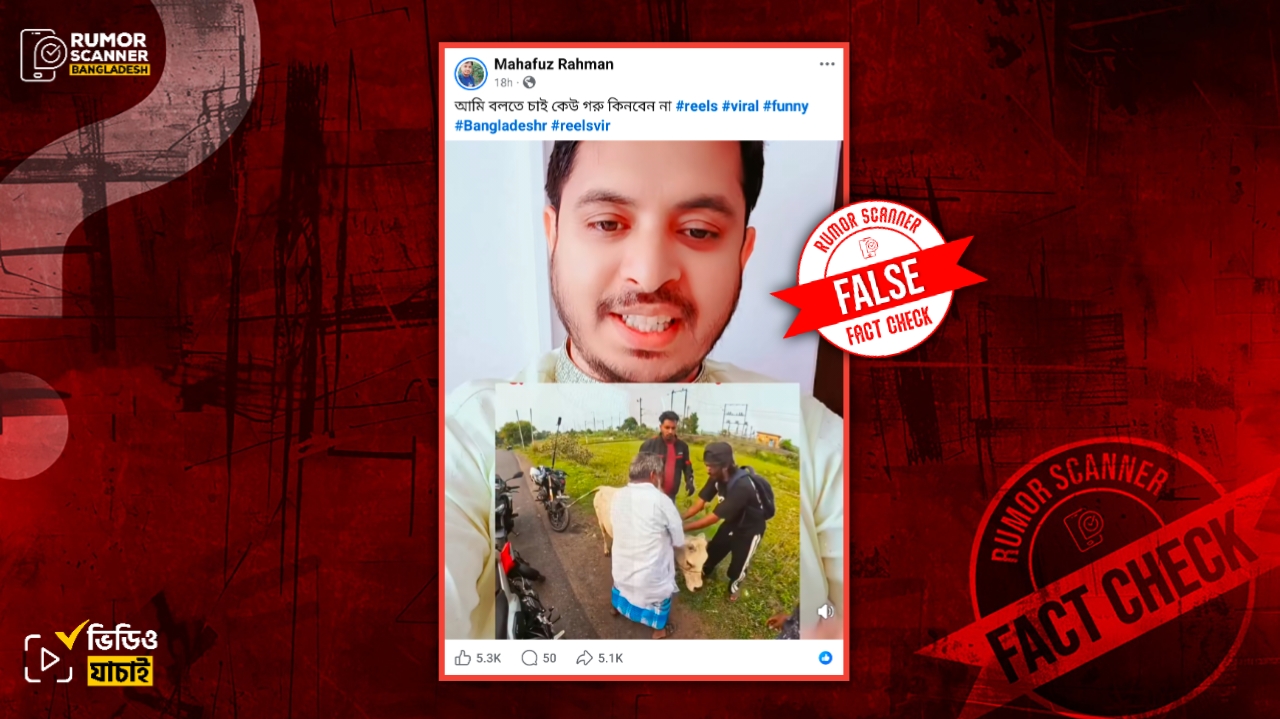 RUMOR
SCANNER
BANGLADESH
Mahafuz Rahman
18h
আমি বলতে চাই কেউ গরু কিনবেন না #reels #viral #funny
#Bangladeshr #reelsvir
RUMOR SCANNER
FALSE
FACT CHECK
5.3K
50
5.1K
RUMOR SCANNER
FACT CHECK
ভিডিও
যাচাই